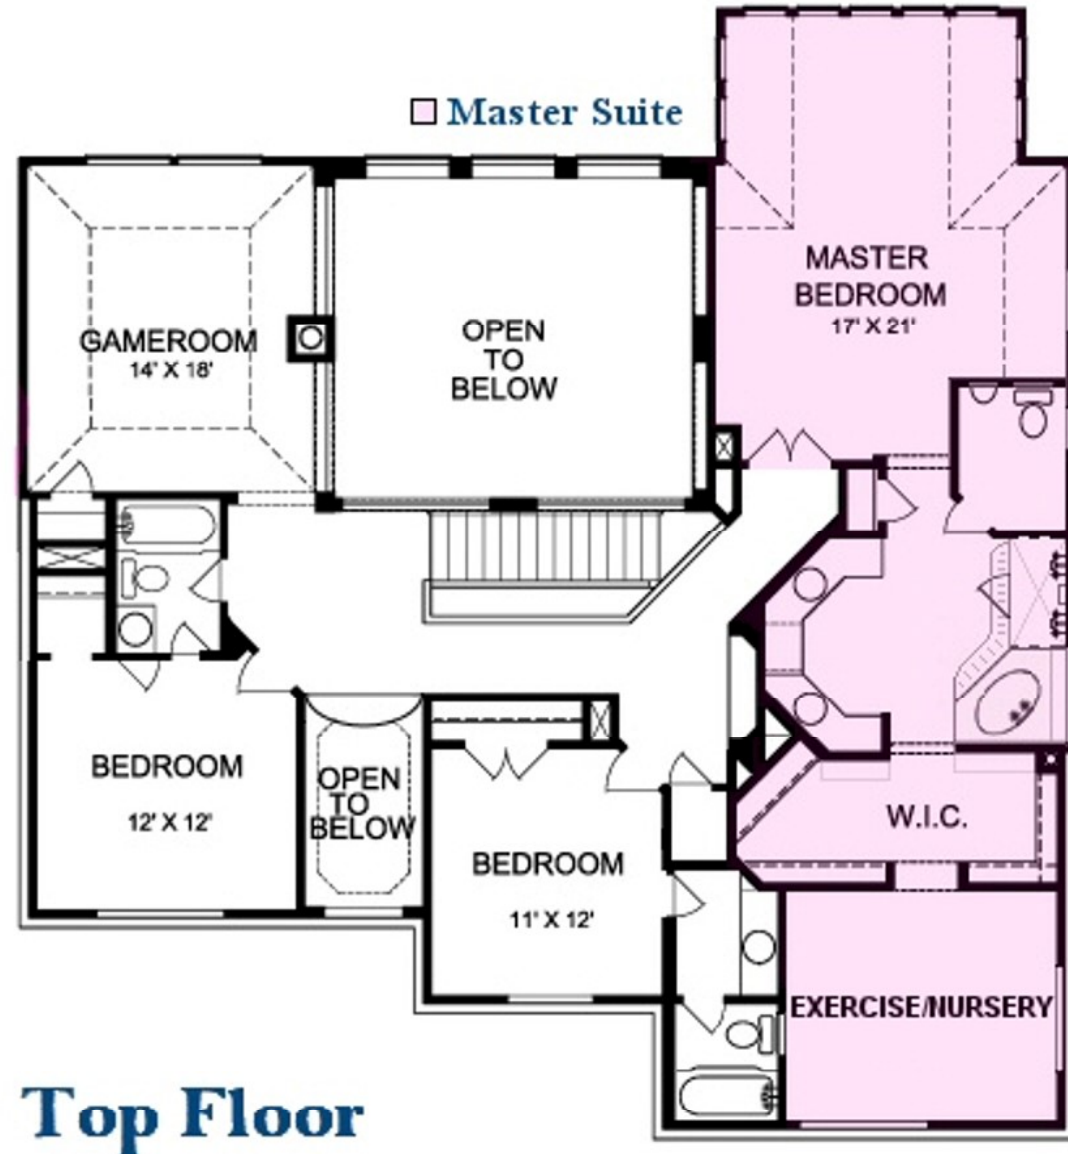 Master Suite
MASTER
BEDROOM
17' X 21'
GAMEROOM
14' X 18'
OPEN
TO
BELOW
BEDROOM
12' X 12'
OPEN
TO
BELOW
BEDROOM
11' X 12'
W.I.C.
EXERCISE/NURSERY
Top Floor